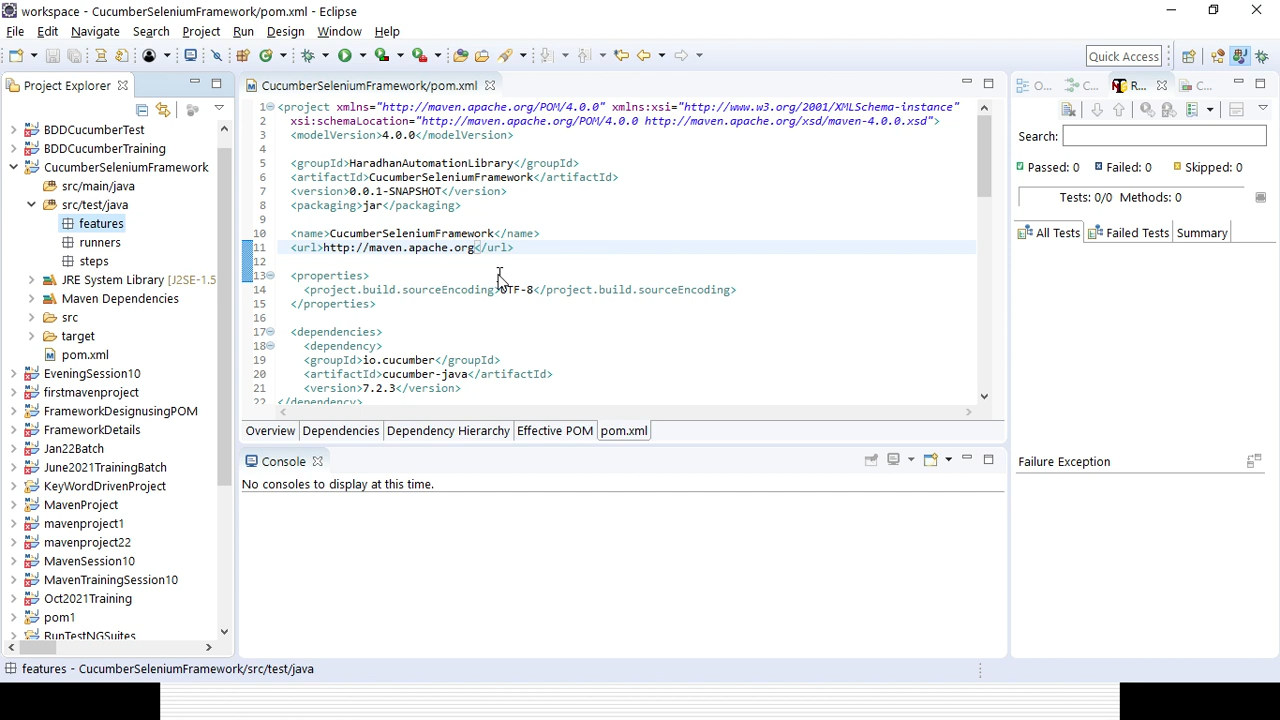 workspace - CucumberSeleniumFramework/pom.xml - Eclipse
File Edit Navigate Search Project Run Design Window Help
Quick Access
Project Explorer
BDDCucumberTest
BDDCucumberTraining
CucumberSeleniumFramework
src/main/java
src/test/java
features
runners
steps
JRE System Library [J2SE-1.5
Maven Dependencies
src
target
pom.xml
EveningSession10
firstmavenproject
FrameworkDesignusingPOM
FrameworkDetails
Jan22Batch
June2021TrainingBatch
KeyWordDrivenProject
MavenProject
mavenproject1
mavenproject22
MavenSession10
MavenTrainingSession10
Oct2021Training
pom1
RunTestNGSuites
CucumberSeleniumFramework/pom.xml
1 <project xmlns="http://maven.apache.org/POM/4.0.0" xmlns:xsi="http://www.w3.org/2001/XMLSchema-instance"
2 xsi:schemaLocation="http://maven.apache.org/POM/4.0.0 http://maven.apache.org/xsd/maven-4.0.0.xsd">
3 <modelVersion>4.0.0</modelVersion>
4
5 <groupId>HaradhanAutomationLibrary</groupId>
6 <artifactId>CucumberSeleniumFramework</artifactId>
7 <version>0.0.1-SNAPSHOT</version>
8 <packaging>jar</packaging>
9
10 <name>CucumberSeleniumFramework</name>
11 <url>http://maven.apache.org</url>
12
13 <properties>
14 <project.build.sourceEncoding>UTF-8</project.build.sourceEncoding>
15 </properties>
16
17 <dependencies>
18 <dependency>
19 <groupId>io.cucumber</groupId>
20 <artifactId>cucumber-java</artifactId>
21 <version>7.2.3</version>
22 </dependency>
Overview Dependencies Dependency Hierarchy Effective POM pom.xml
Console
No consoles to display at this time.
O... C... R... C...
Search:
Passed: 0 Failed: 0 Skipped: 0
Tests: 0/0 Methods: 0
All Tests Failed Tests Summary
Failure Exception
features - CucumberSeleniumFramework/src/test/java